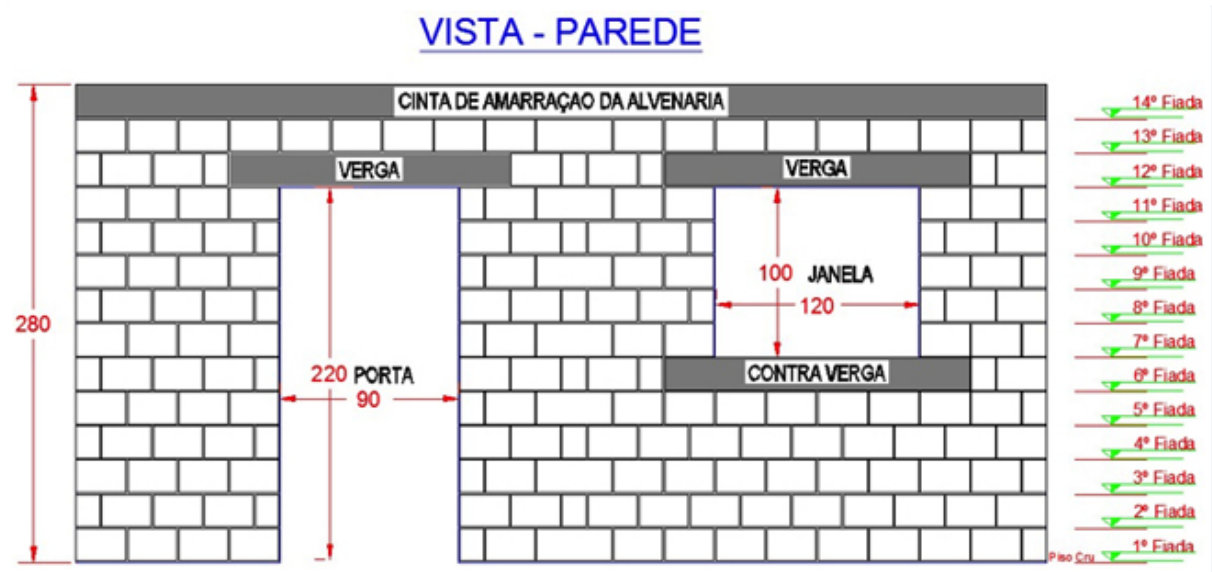 VISTA - PAREDE
CINTA DE AMARRAÇAO DA ALVENARIA
14º Fiada
13º Fiada
VERGA
VERGA
12º Fiada
11º Fiada
10º Fiada
100 JANELA
9º Fiada
120
8º Fiada
280
7º Fiada
220 PORTA
CONTRA VERGA
6º Fiada
90
5º Fiada
4º Fiada
3º Fiada
2º Fiada
Piso Cru
1º Fiada